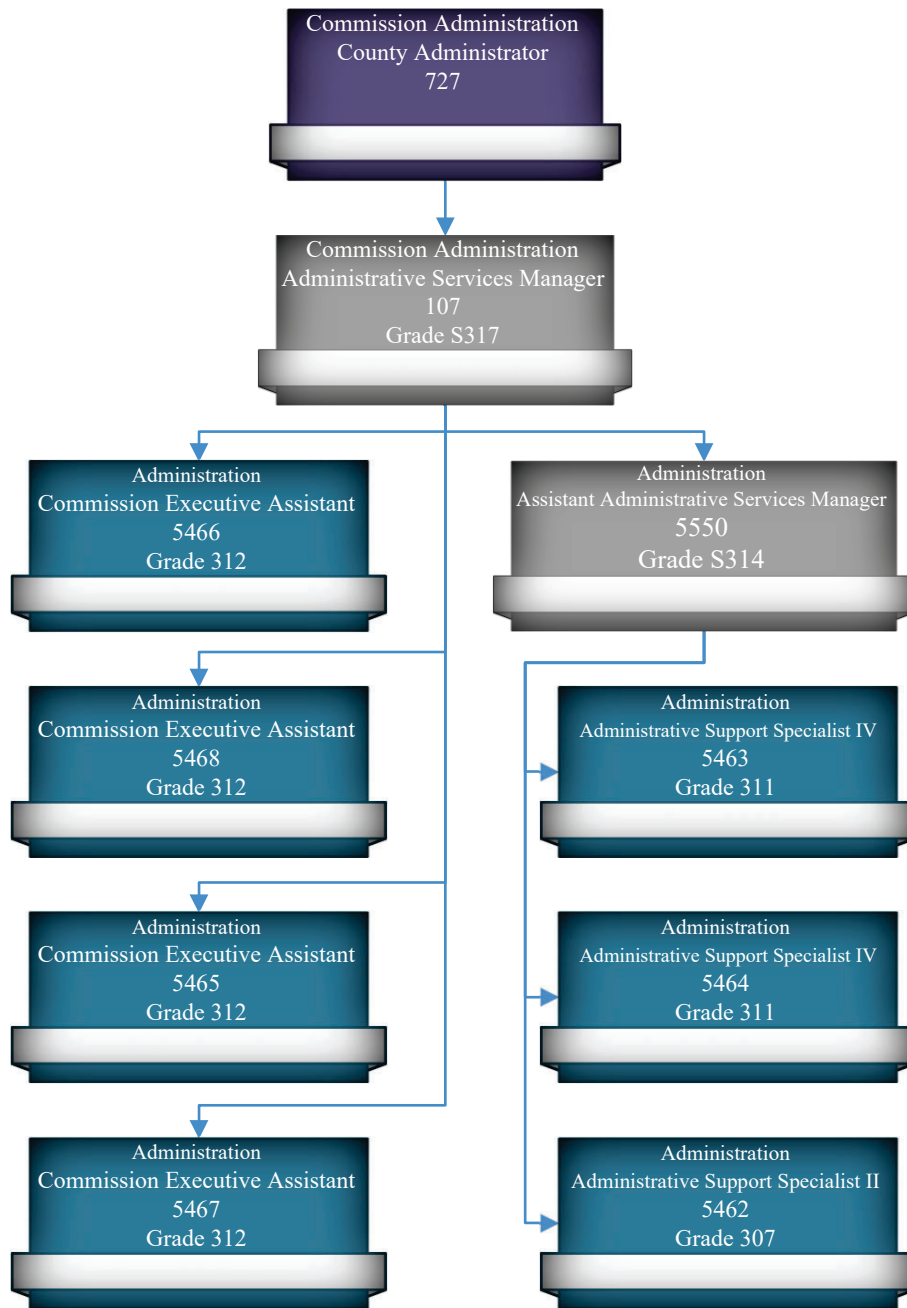 Commission Administration
County Administrator
727
Commission Administration
Administrative Services Manager
107
Grade S317
Administration
Commission Executive Assistant
5466
Grade 312
Administration
Assistant Administrative Services Manager
5550
Grade S314
Administration
Commission Executive Assistant
5468
Grade 312
Administration
Administrative Support Specialist IV
5463
Grade 311
Administration
Commission Executive Assistant
5465
Grade 312
Administration
Administrative Support Specialist IV
5464
Grade 311
Administration
Commission Executive Assistant
5467
Grade 312
Administration
Administrative Support Specialist II
5462
Grade 307